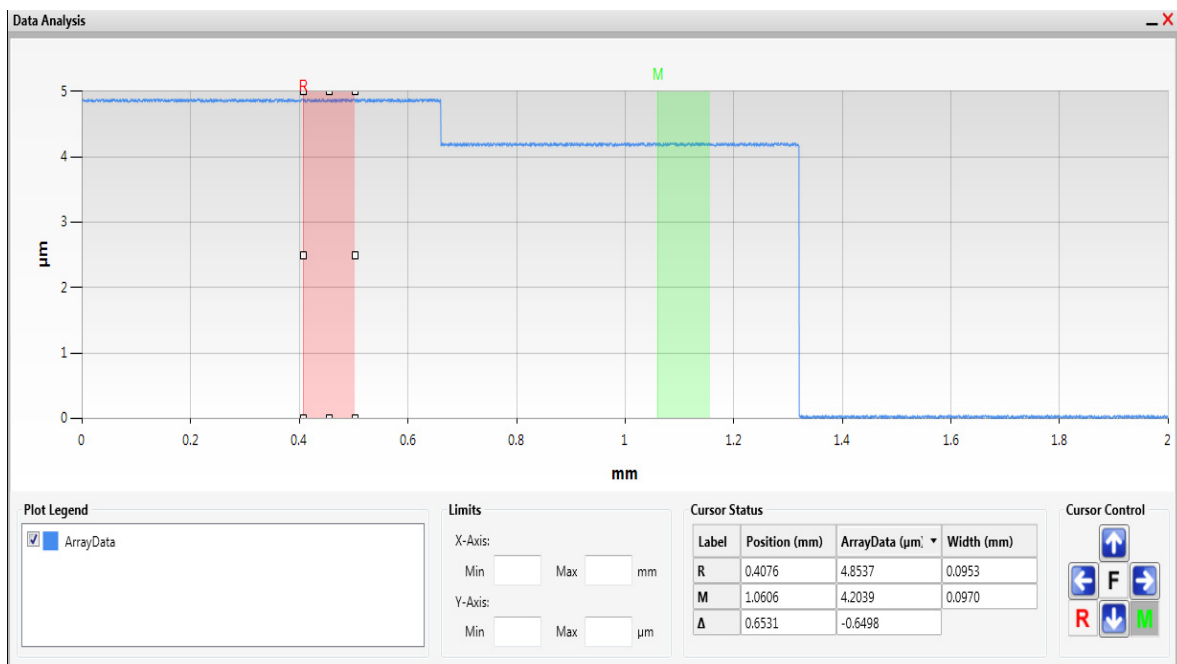 Data Analysis
R
M
5
4
3
2
1
0
µm
0 0.2 0.4 0.6 0.8 1 1.2 1.4 1.6 1.8 2
mm
Plot Legend
ArrayData
Limits
X-Axis:
Min Max mm
Y-Axis:
Min Max µm
Cursor Status
Label Position (mm) ArrayData (µm) Width (mm)
R 0.4076 4.8537 0.0953
M 1.0606 4.2039 0.0970
Δ 0.6531 -0.6498
Cursor Control
F
R M